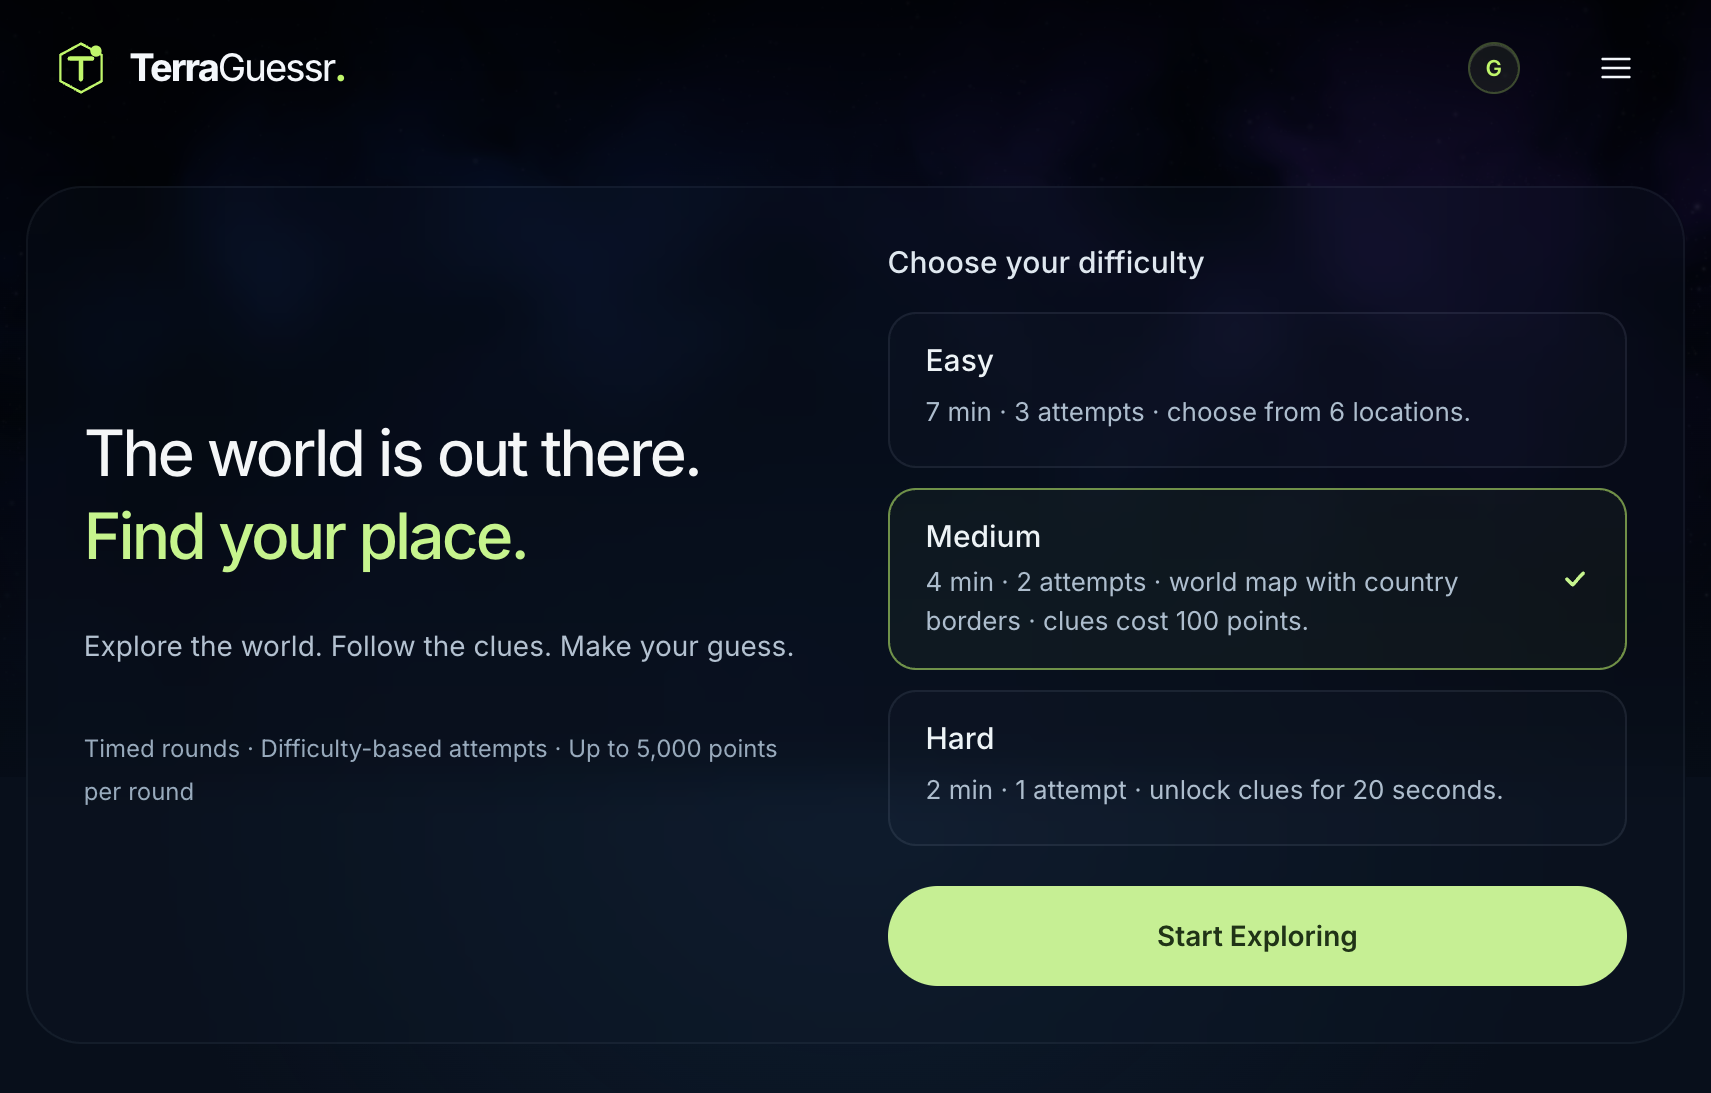 TerraGuessr.
G
The world is out there.
Find your place.
Explore the world. Follow the clues. Make your guess.
Timed rounds · Difficulty-based attempts · Up to 5,000 points
per round
Choose your difficulty
Easy
7 min · 3 attempts · choose from 6 locations.
Medium
4 min · 2 attempts · world map with country
borders · clues cost 100 points.
Hard
2 min · 1 attempt · unlock clues for 20 seconds.
Start Exploring